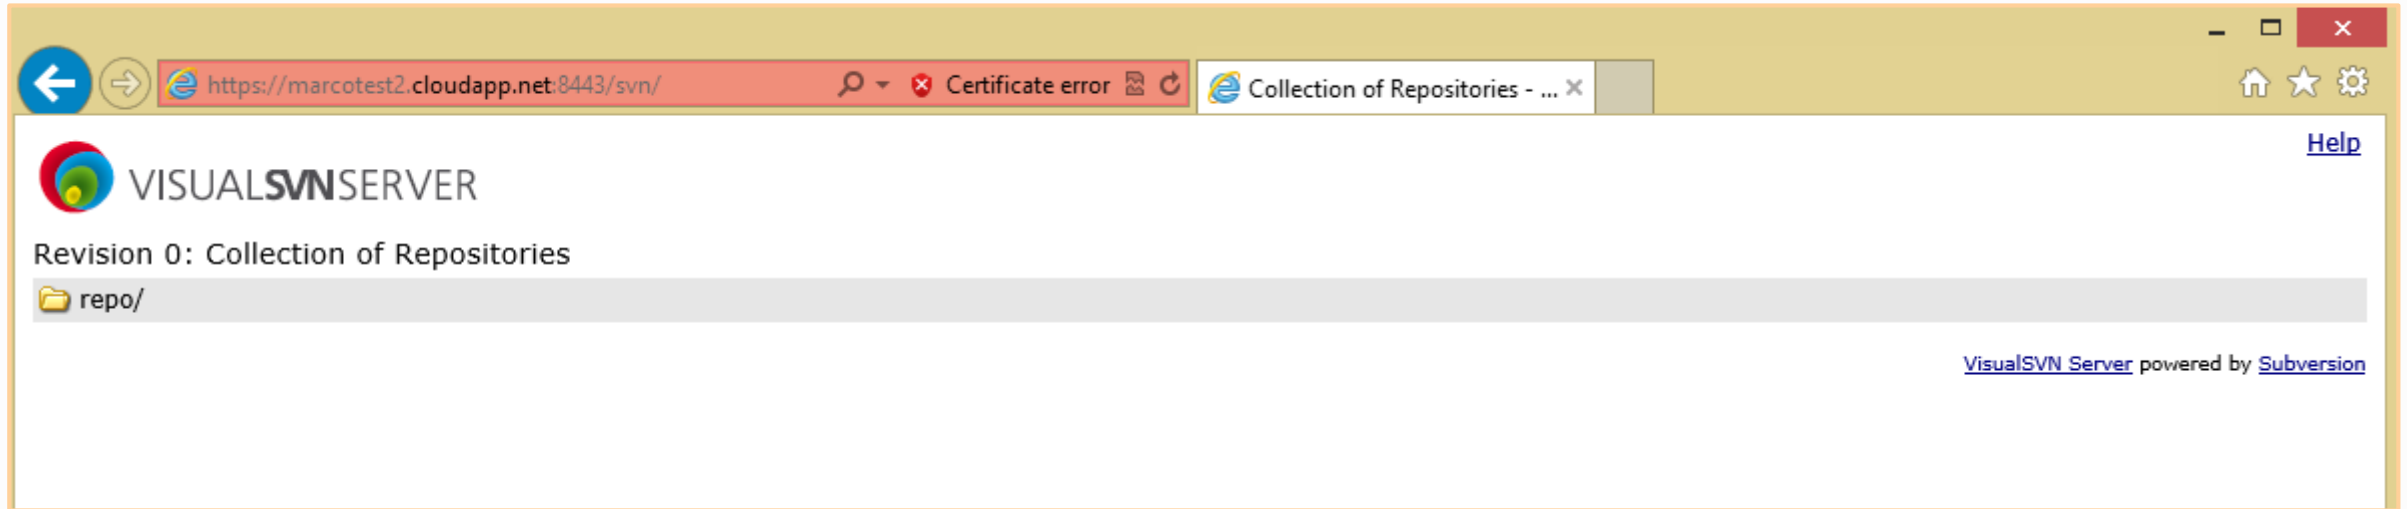 https://marcotest2.cloudapp.net:8443/svn/ Certificate error Collection of Repositories - ...
Help
VISUALSVNSERVER
Revision 0: Collection of Repositories
repo/
VisualSVN Server powered by Subversion